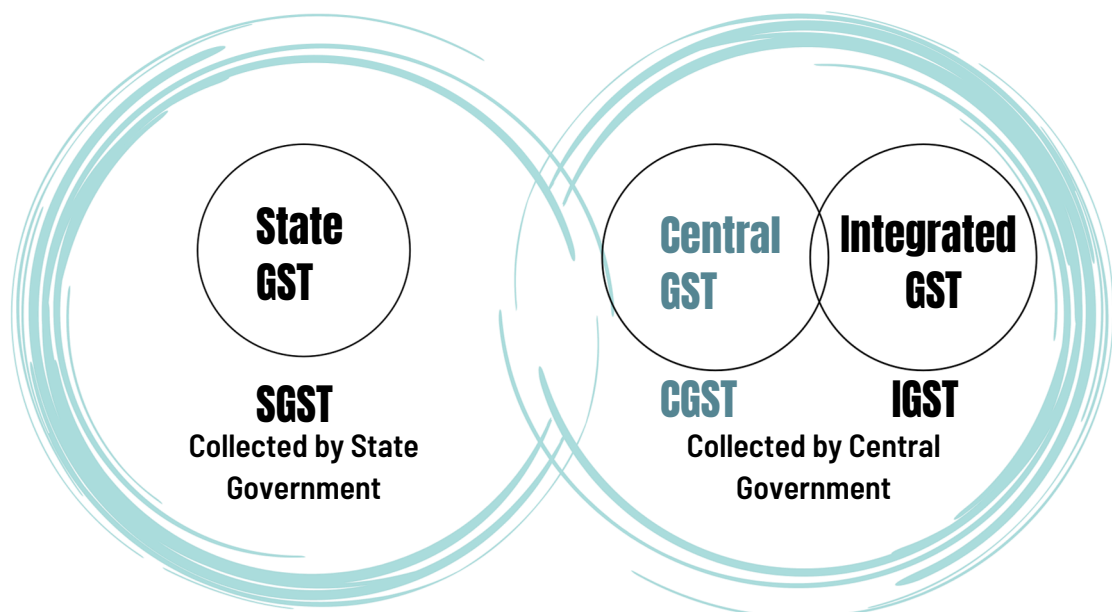 State
GST
SGST
Collected by State
Government
Central
GST
CGST
Integrated
GST
IGST
Collected by Central
Government